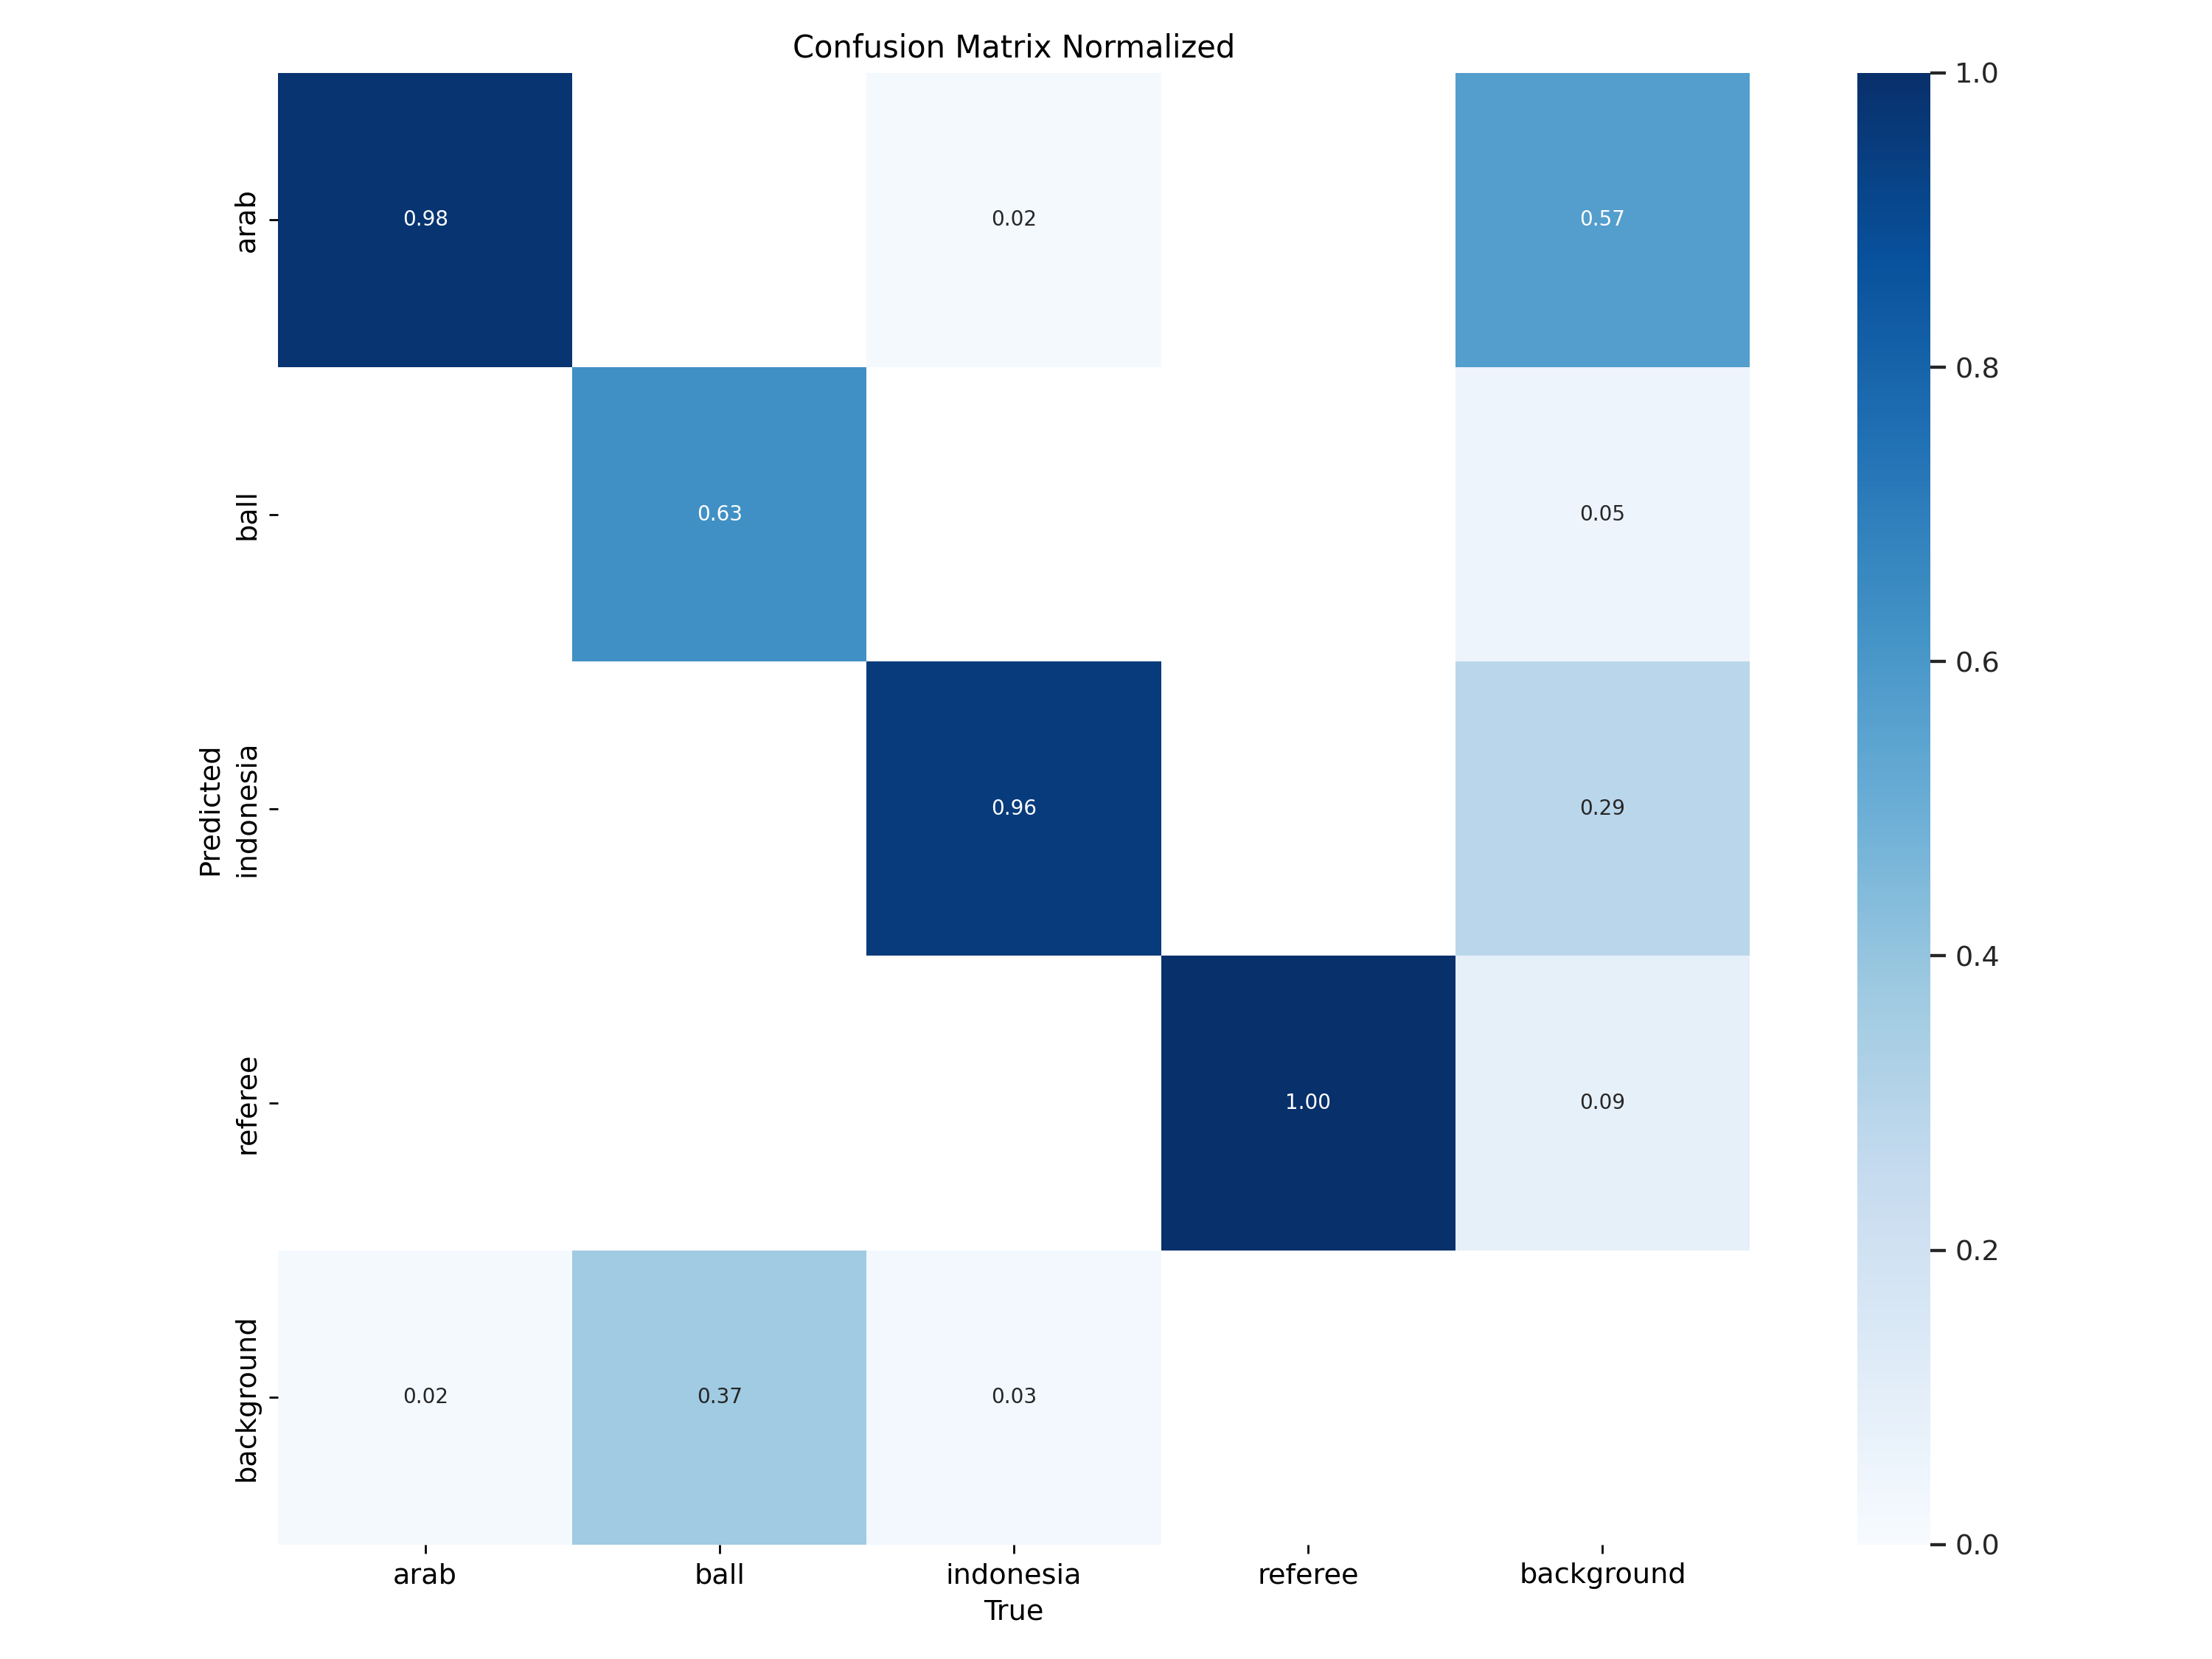 Confusion Matrix Normalized
arab
0.98
0.02
0.57
ball
0.63
0.05
Predicted
indonesia
0.96
0.29
referee
1.00
0.09
background
0.02
0.37
0.03
arab
ball
indonesia
referee
background
True
1.0
0.8
0.6
0.4
0.2
0.0